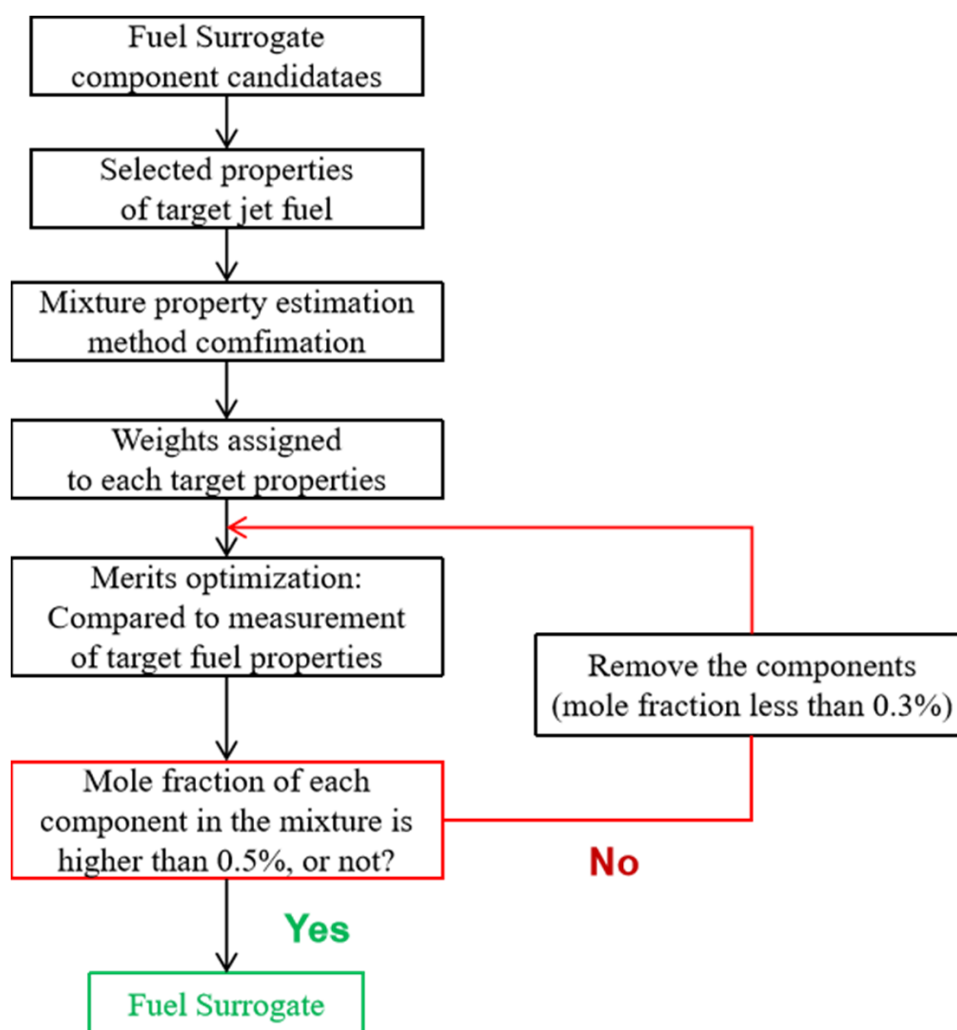 Fuel Surrogate
component candidataes
Selected properties
of target jet fuel
Mixture property estimation
method comfimation
Weights assigned
to each target properties
Merits optimization:
Compared to measurement
of target fuel properties
Remove the components
(mole fraction less than 0.3%)
Mole fraction of each
component in the mixture is
higher than 0.5%, or not?
No
Yes
Fuel Surrogate